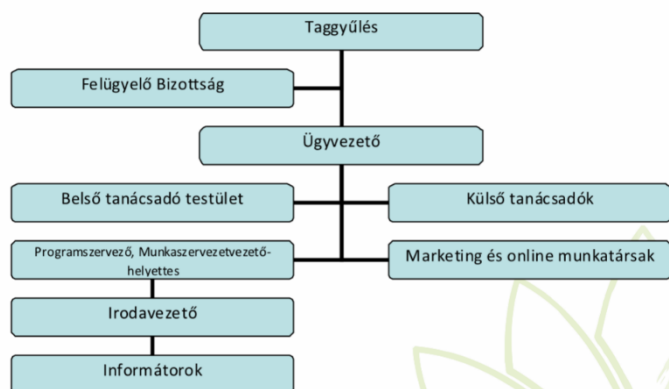 Taggyűlés
Felügyelő Bizottság
Ügyvezető
Belső tanácsadó testület
Külső tanácsadók
Programszervező, Munkaszervezetvezető-
helyettes
Marketing és online munkatársak
Irodavezető
Informátorok